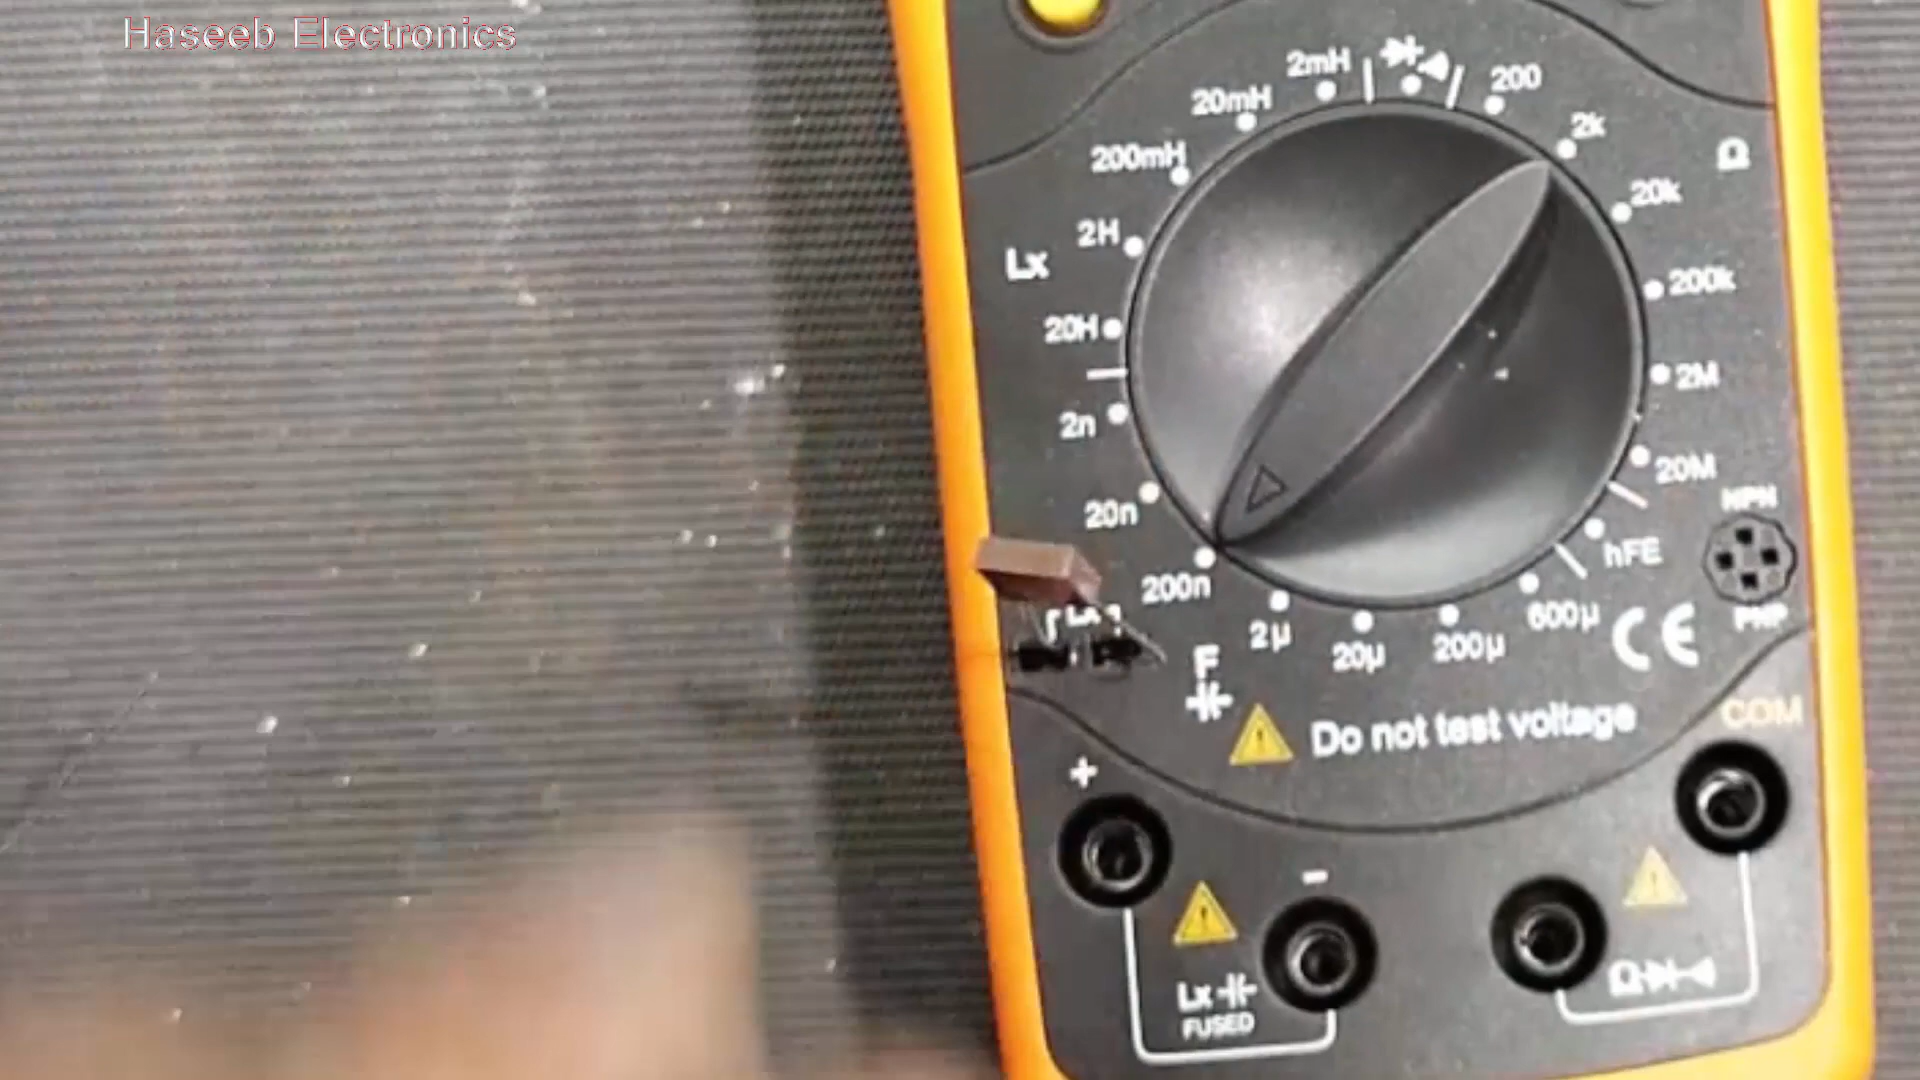 Haseeb Electronics
2mH
200
20mH
2k
200mH
Ω
20k
2H
Lx
200k
20H
2M
2n
20M
20n
NPN
hFE
200n
Lx
600μ
CE
PNP
2μ
20μ
200μ
F
COM
Do not test voltage
+
-
Lx
Ω
FUSED